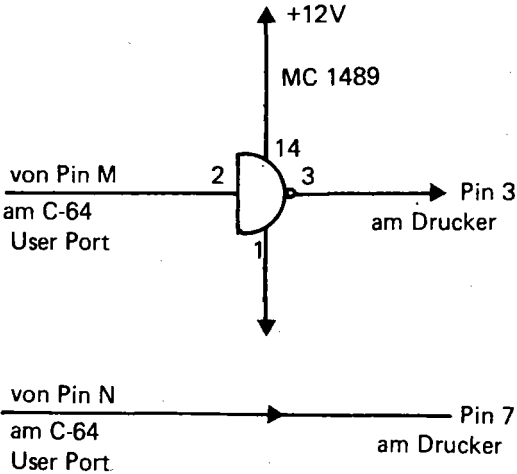 +12V
MC 1489
14
von Pin M
2
3
Pin 3
am C-64
am Drucker
User Port
1
von Pin N
Pin 7
am C-64
am Drucker
User Port